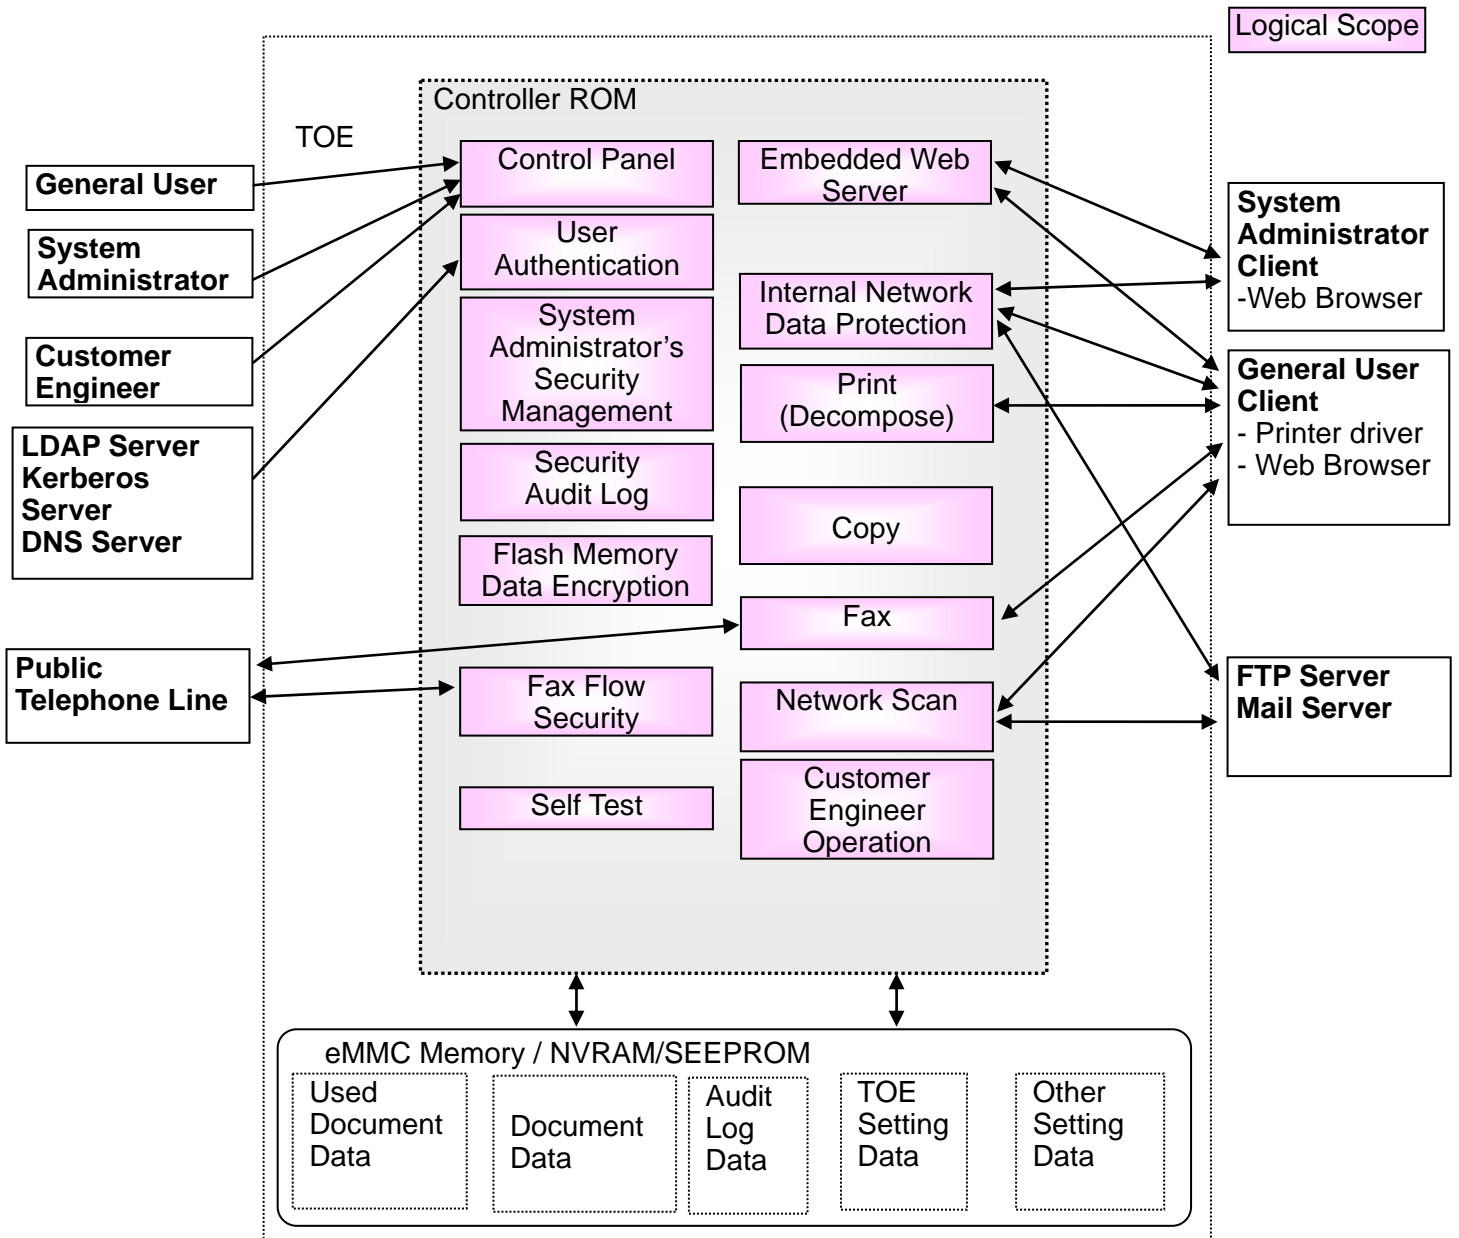 Logical Scope
Controller ROM
TOE
General User
System
Administrator
Customer
Engineer
LDAP Server
Kerberos
Server
DNS Server
Public
Telephone Line
Control Panel
User
Authentication
System
Administrator’s
Security
Management
Security
Audit Log
Flash Memory
Data Encryption
Fax Flow
Security
Self Test
Embedded Web
Server
Internal Network
Data Protection
Print
(Decompose)
Copy
Fax
Network Scan
Customer
Engineer
Operation
System
Administrator
Client
-Web Browser
General User
Client
- Printer driver
- Web Browser
FTP Server
Mail Server
eMMC Memory / NVRAM/SEEPROM
Used
Document
Data
Document
Data
Audit
Log
Data
TOE
Setting
Data
Other
Setting
Data